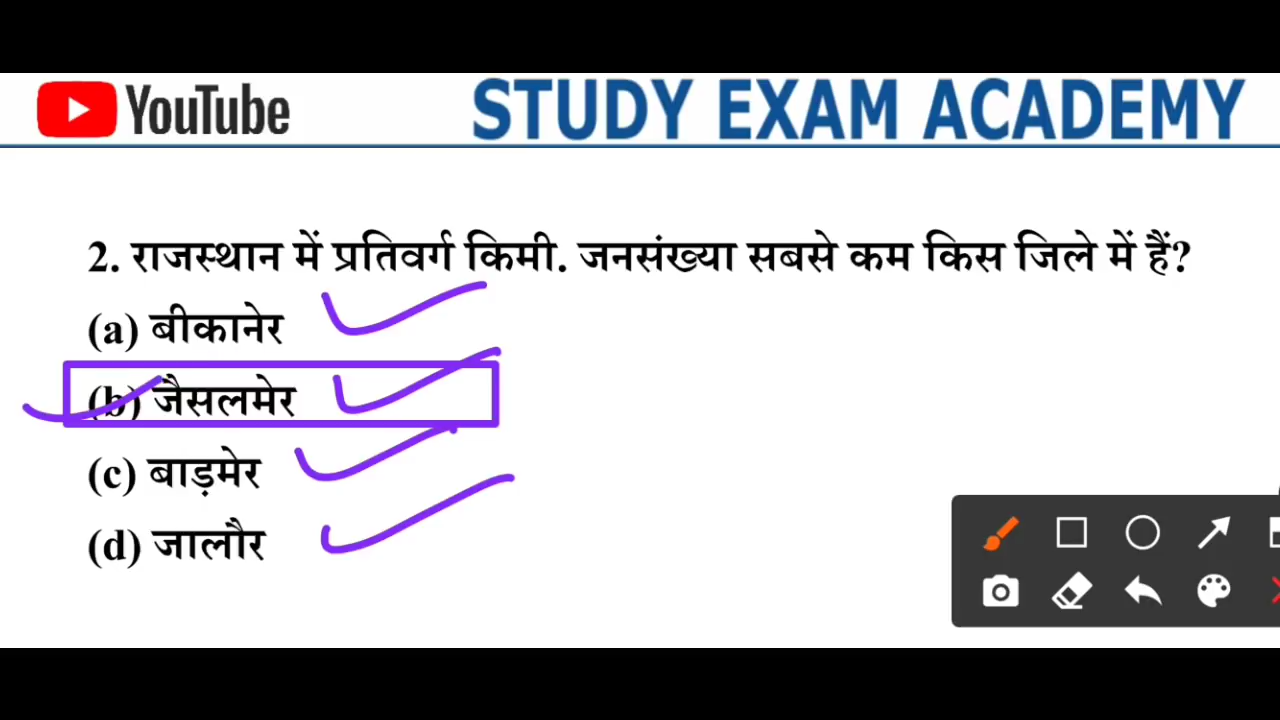 YouTube STUDY EXAM ACADEMY
2. राजस्थान में प्रतिवर्ग किमी. जनसंख्या सबसे कम किस जिले में हैं?
(a) बीकानेर
(b) जैसलमेर
(c) बाड़मेर
(d) जालौर